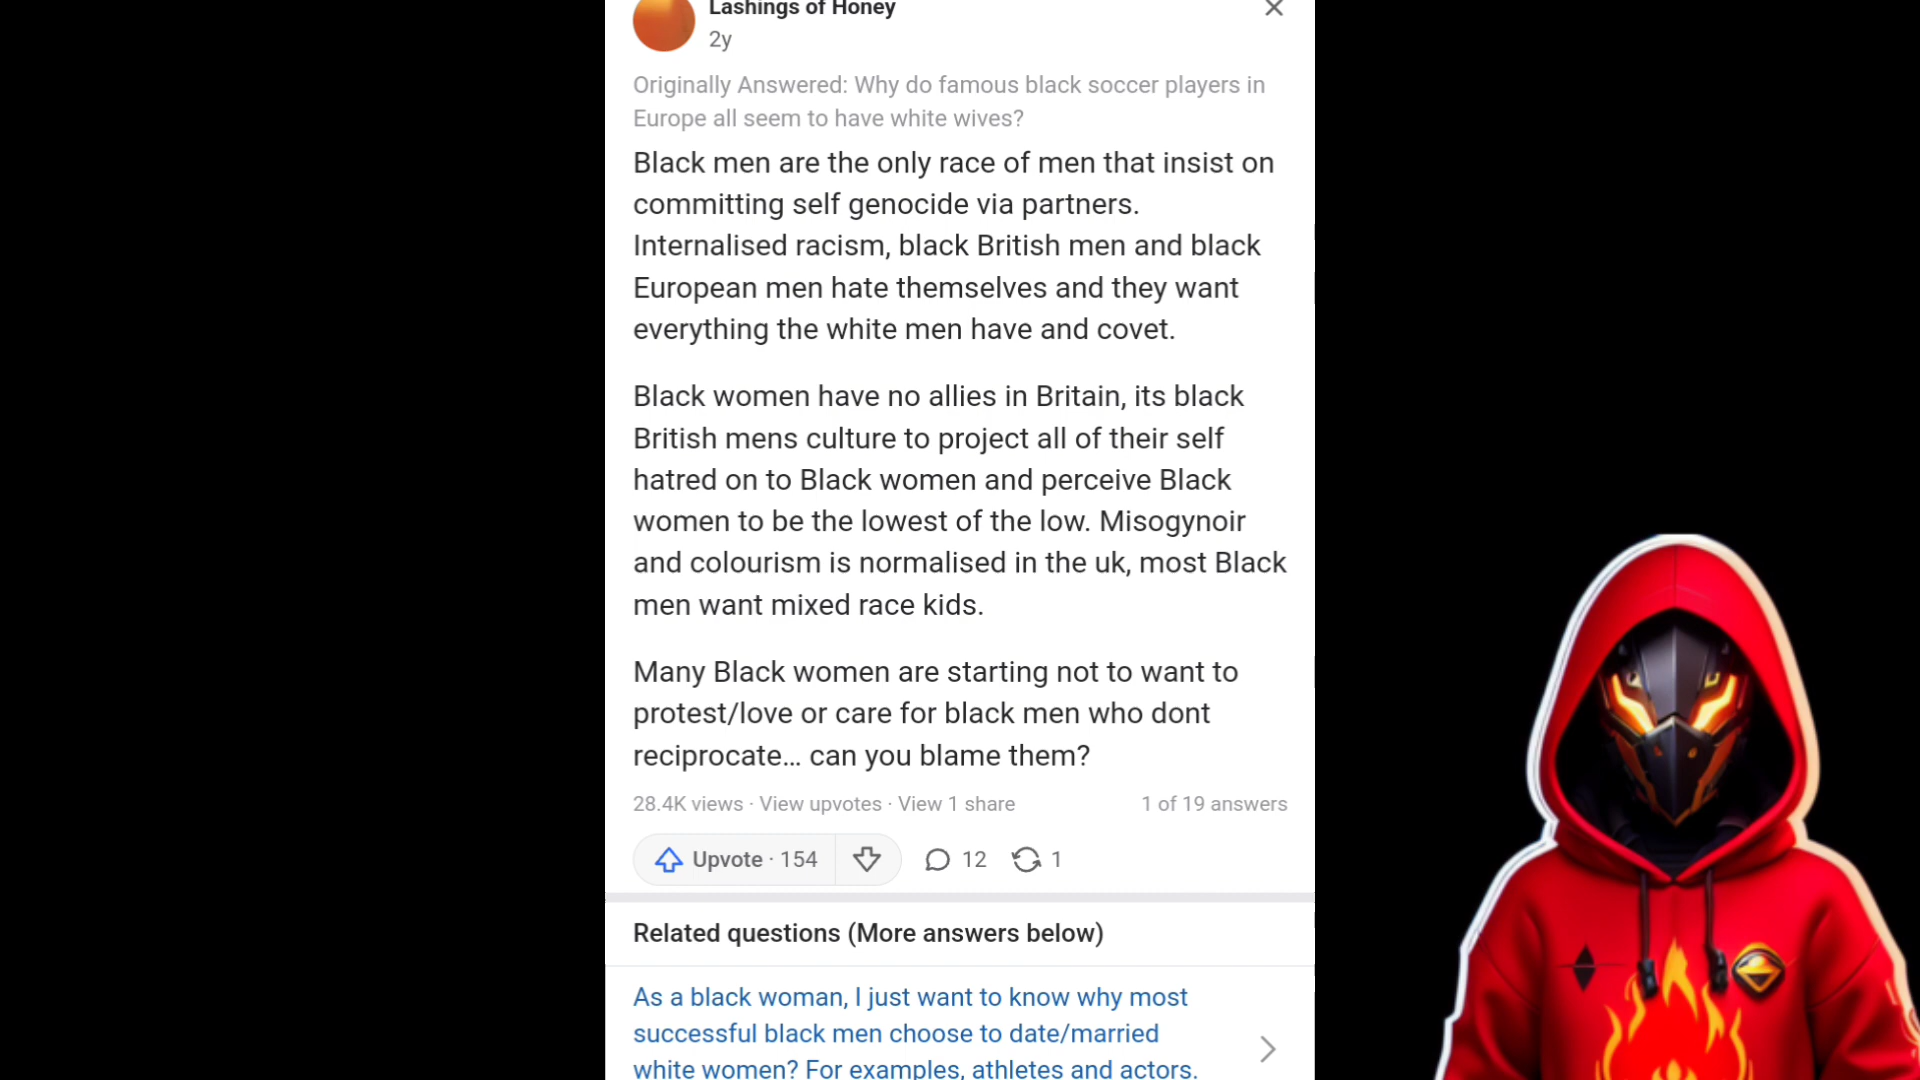 Lashings of Honey
2y
Originally Answered: Why do famous black soccer players in
Europe all seem to have white wives?
Black men are the only race of men that insist on
committing self genocide via partners.
Internalised racism, black British men and black
European men hate themselves and they want
everything the white men have and covet.
Black women have no allies in Britain, its black
British mens culture to project all of their self
hatred on to Black women and perceive Black
women to be the lowest of the low. Misogynoir
and colourism is normalised in the uk, most Black
men want mixed race kids.
Many Black women are starting not to want to
protest/love or care for black men who dont
reciprocate... can you blame them?
28.4K views · View upvotes · View 1 share 1 of 19 answers
Upvote · 154 12 1
Related questions (More answers below)
As a black woman, I just want to know why most
successful black men choose to date/married
white women? For examples, athletes and actors.